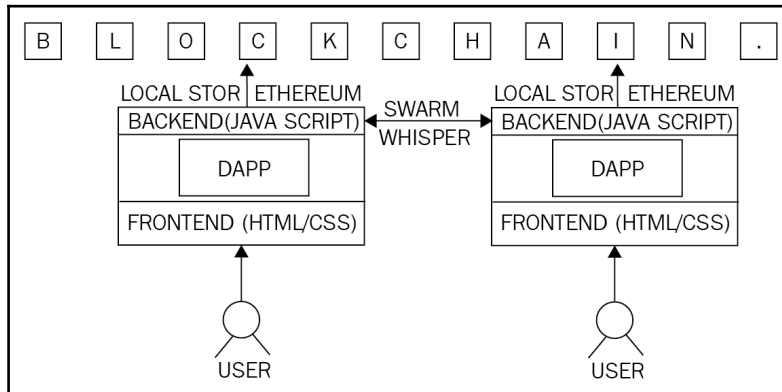 B L O C K C H A I N .
LOCAL STOR ETHEREUM LOCAL STOR ETHEREUM
BACKEND(JAVA SCRIPT) SWARM BACKEND(JAVA SCRIPT)
WHISPER
DAPP DAPP
FRONTEND (HTML/CSS) FRONTEND (HTML/CSS)
USER USER